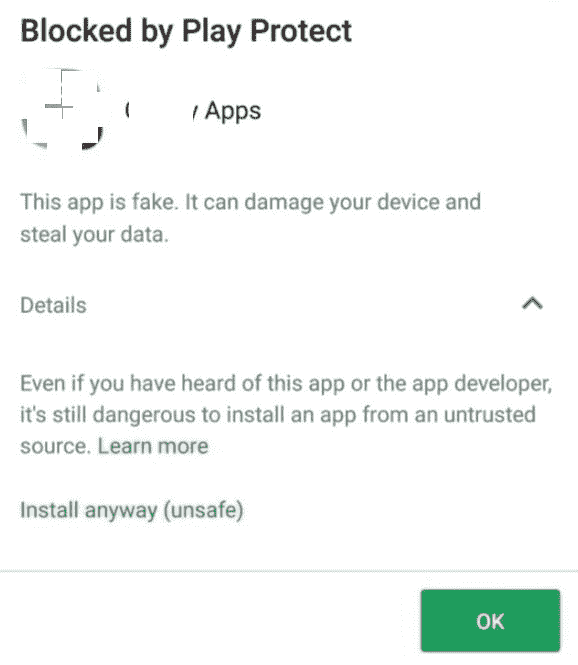 Blocked by Play Protect
Apps
This app is fake. It can damage your device and
steal your data.
Details
Even if you have heard of this app or the app developer,
it's still dangerous to install an app from an untrusted
source. Learn more
Install anyway (unsafe)
OK